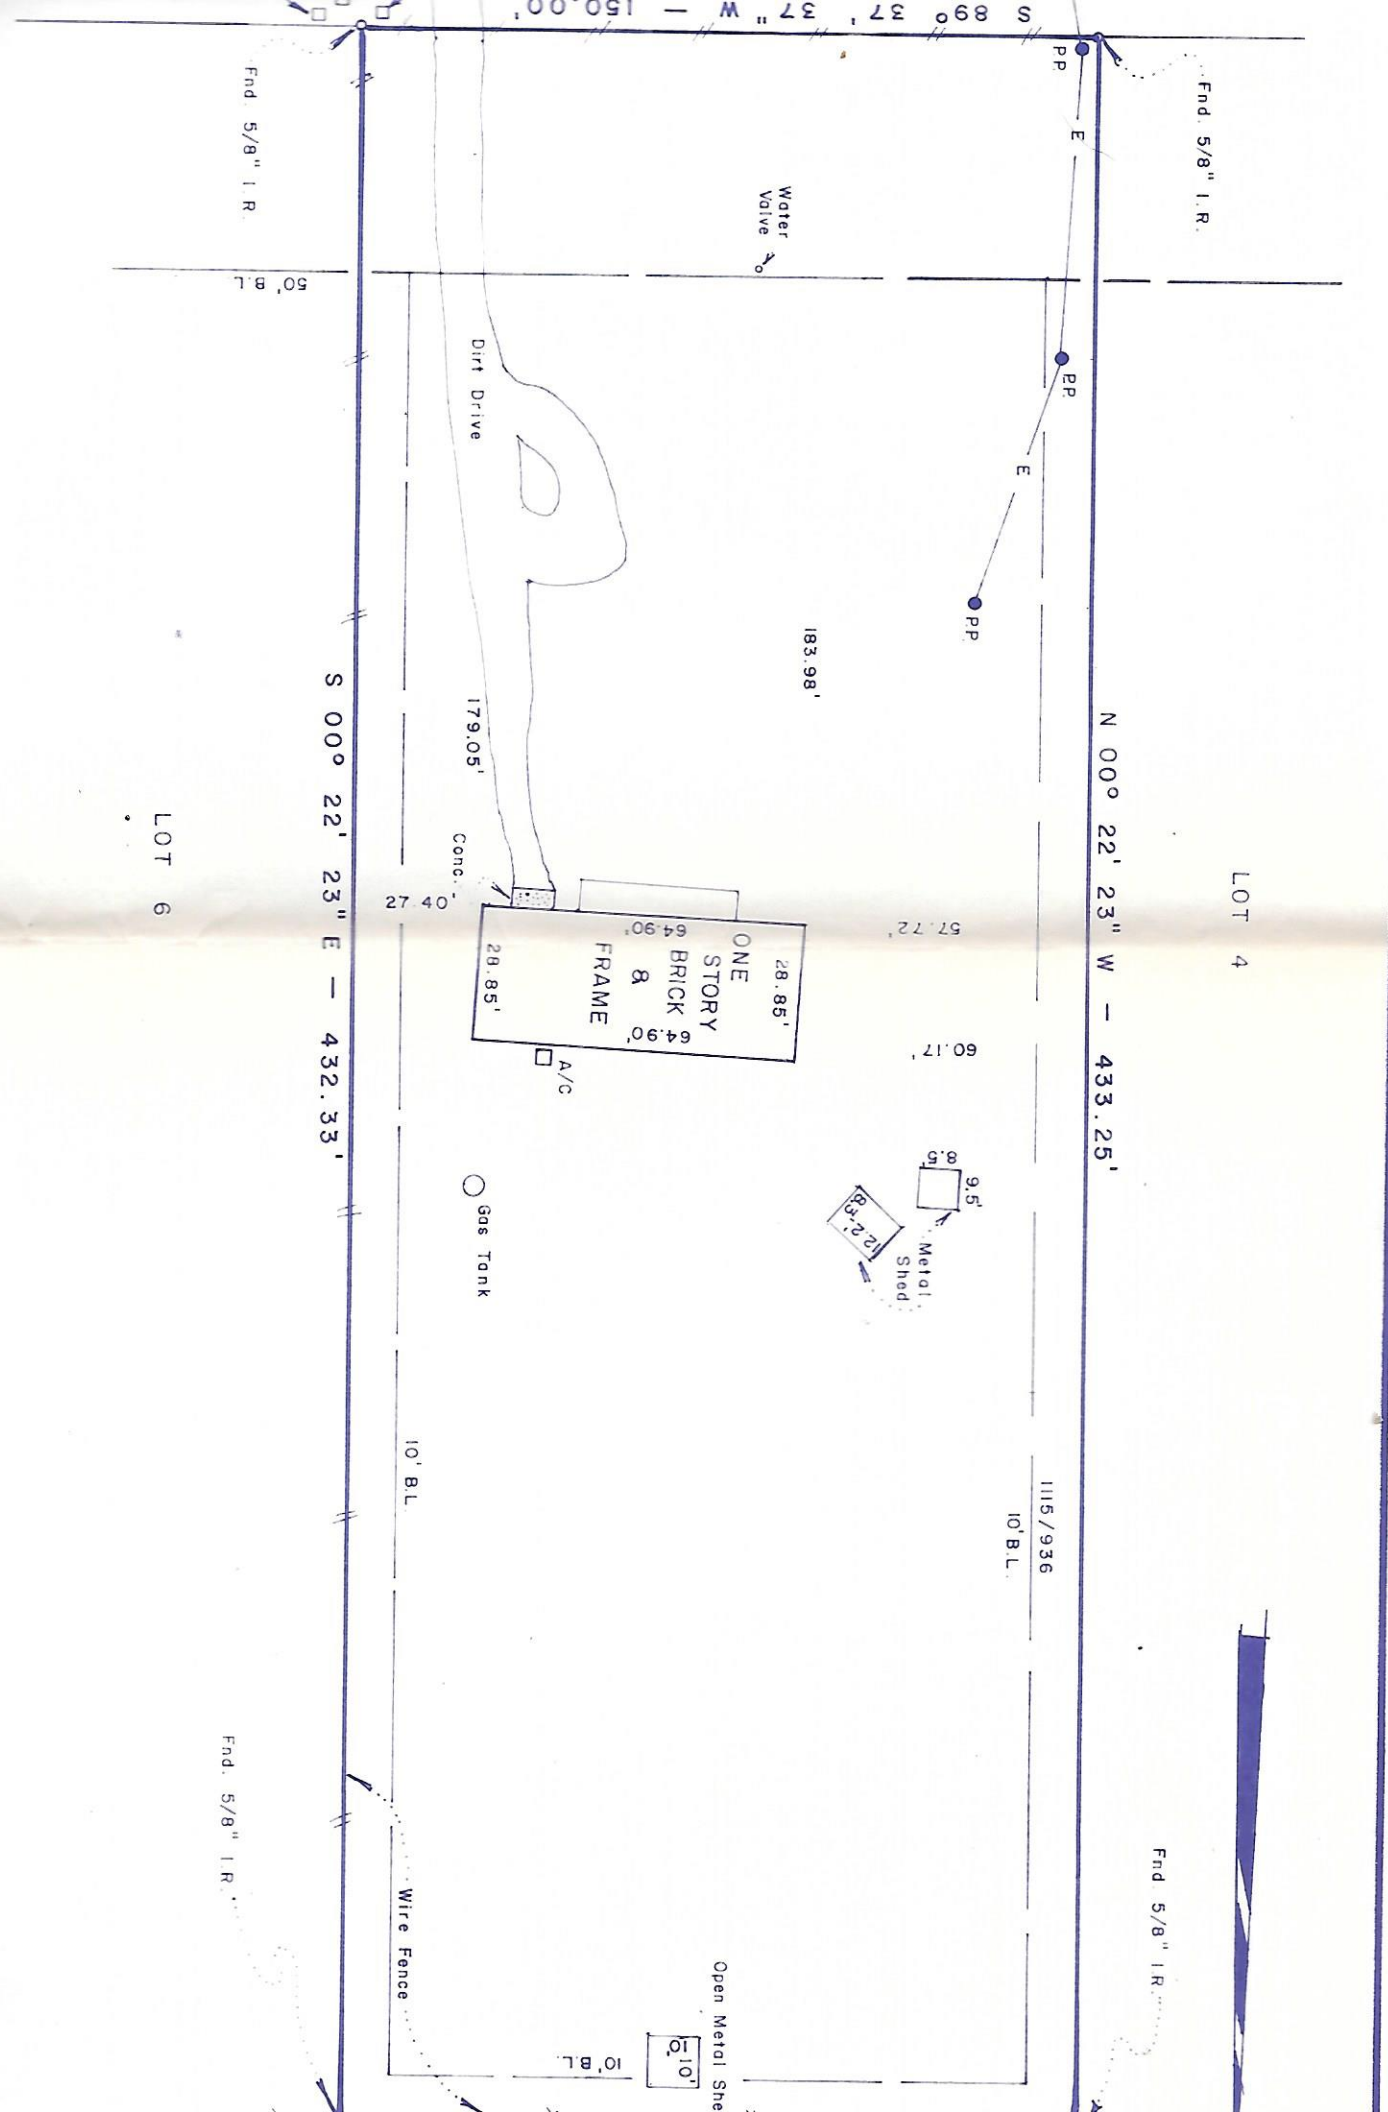 S 89° 37' 37" W — 150.00'
Fnd. 5/8" I.R.
Fnd. 5/8" I.R.
P.P.
E
Water
Valve
50' B.L.
Dirt Drive
P.P.
E
P.P.
183.98'
179.05'
N 00° 22' 23" W — 433.25'
S 00° 22' 23" E — 432.33'
LOT 6
LOT 4
Conc.
27.40'
57.72'
64.90'
28.85'
28.85'
ONE
STORY
BRICK
&
FRAME
64.90'
60.17'
A/C
8.5'
9.5'
12.2'
Metal
Shed
Gas Tank
10' B.L.
1115/936
10' B.L.
Fnd. 5/8" I.R.
Fnd. 5/8" I.R.
Wire Fence
Open Metal She
10'
10'
10' B.L.